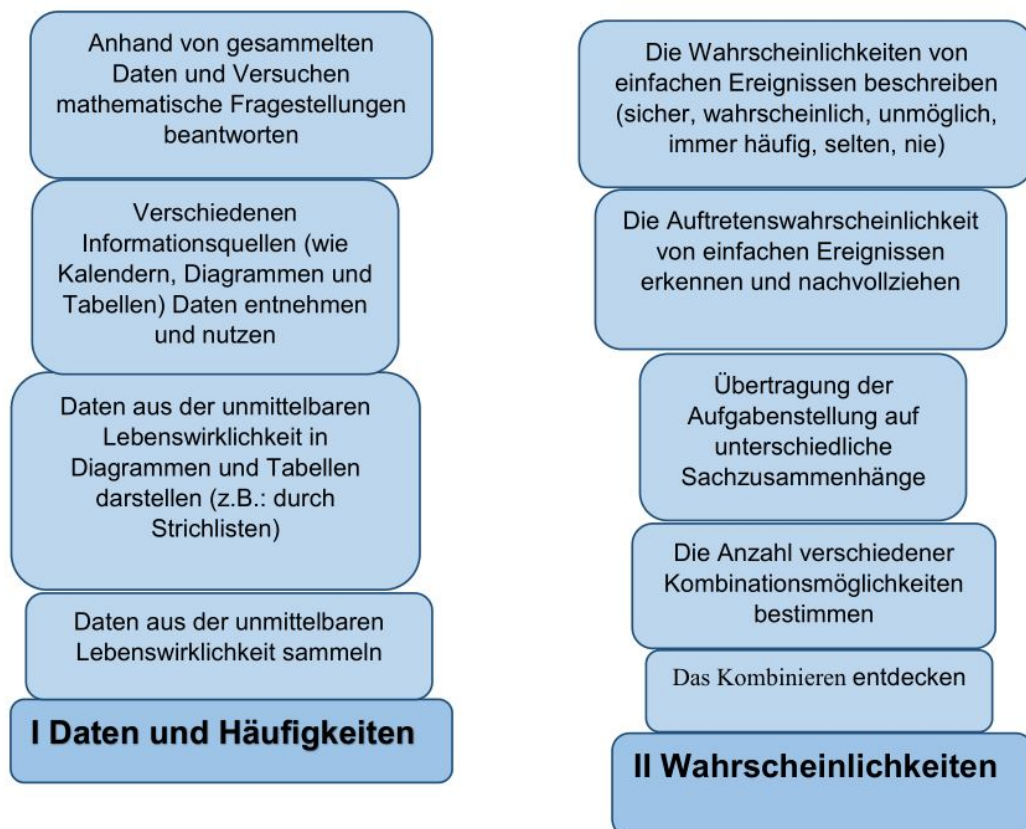 Anhand von gesammelten
Daten und Versuchen
mathematische Fragestellungen
beantworten
Verschiedenen
Informationsquellen (wie
Kalendern, Diagrammen und
Tabellen) Daten entnehmen
und nutzen
Daten aus der unmittelbaren
Lebenswirklichkeit in
Diagrammen und Tabellen
darstellen (z.B.: durch
Strichlisten)
Daten aus der unmittelbaren
Lebenswirklichkeit sammeln
I Daten und Häufigkeiten
Die Wahrscheinlichkeiten von
einfachen Ereignissen beschreiben
(sicher, wahrscheinlich, unmöglich,
immer häufig, selten, nie)
Die Auftretenswahrscheinlichkeit
von einfachen Ereignissen
erkennen und nachvollziehen
Übertragung der
Aufgabenstellung auf
unterschiedliche
Sachzusammenhänge
Die Anzahl verschiedener
Kombinationsmöglichkeiten
bestimmen
Das Kombinieren entdecken
II Wahrscheinlichkeiten